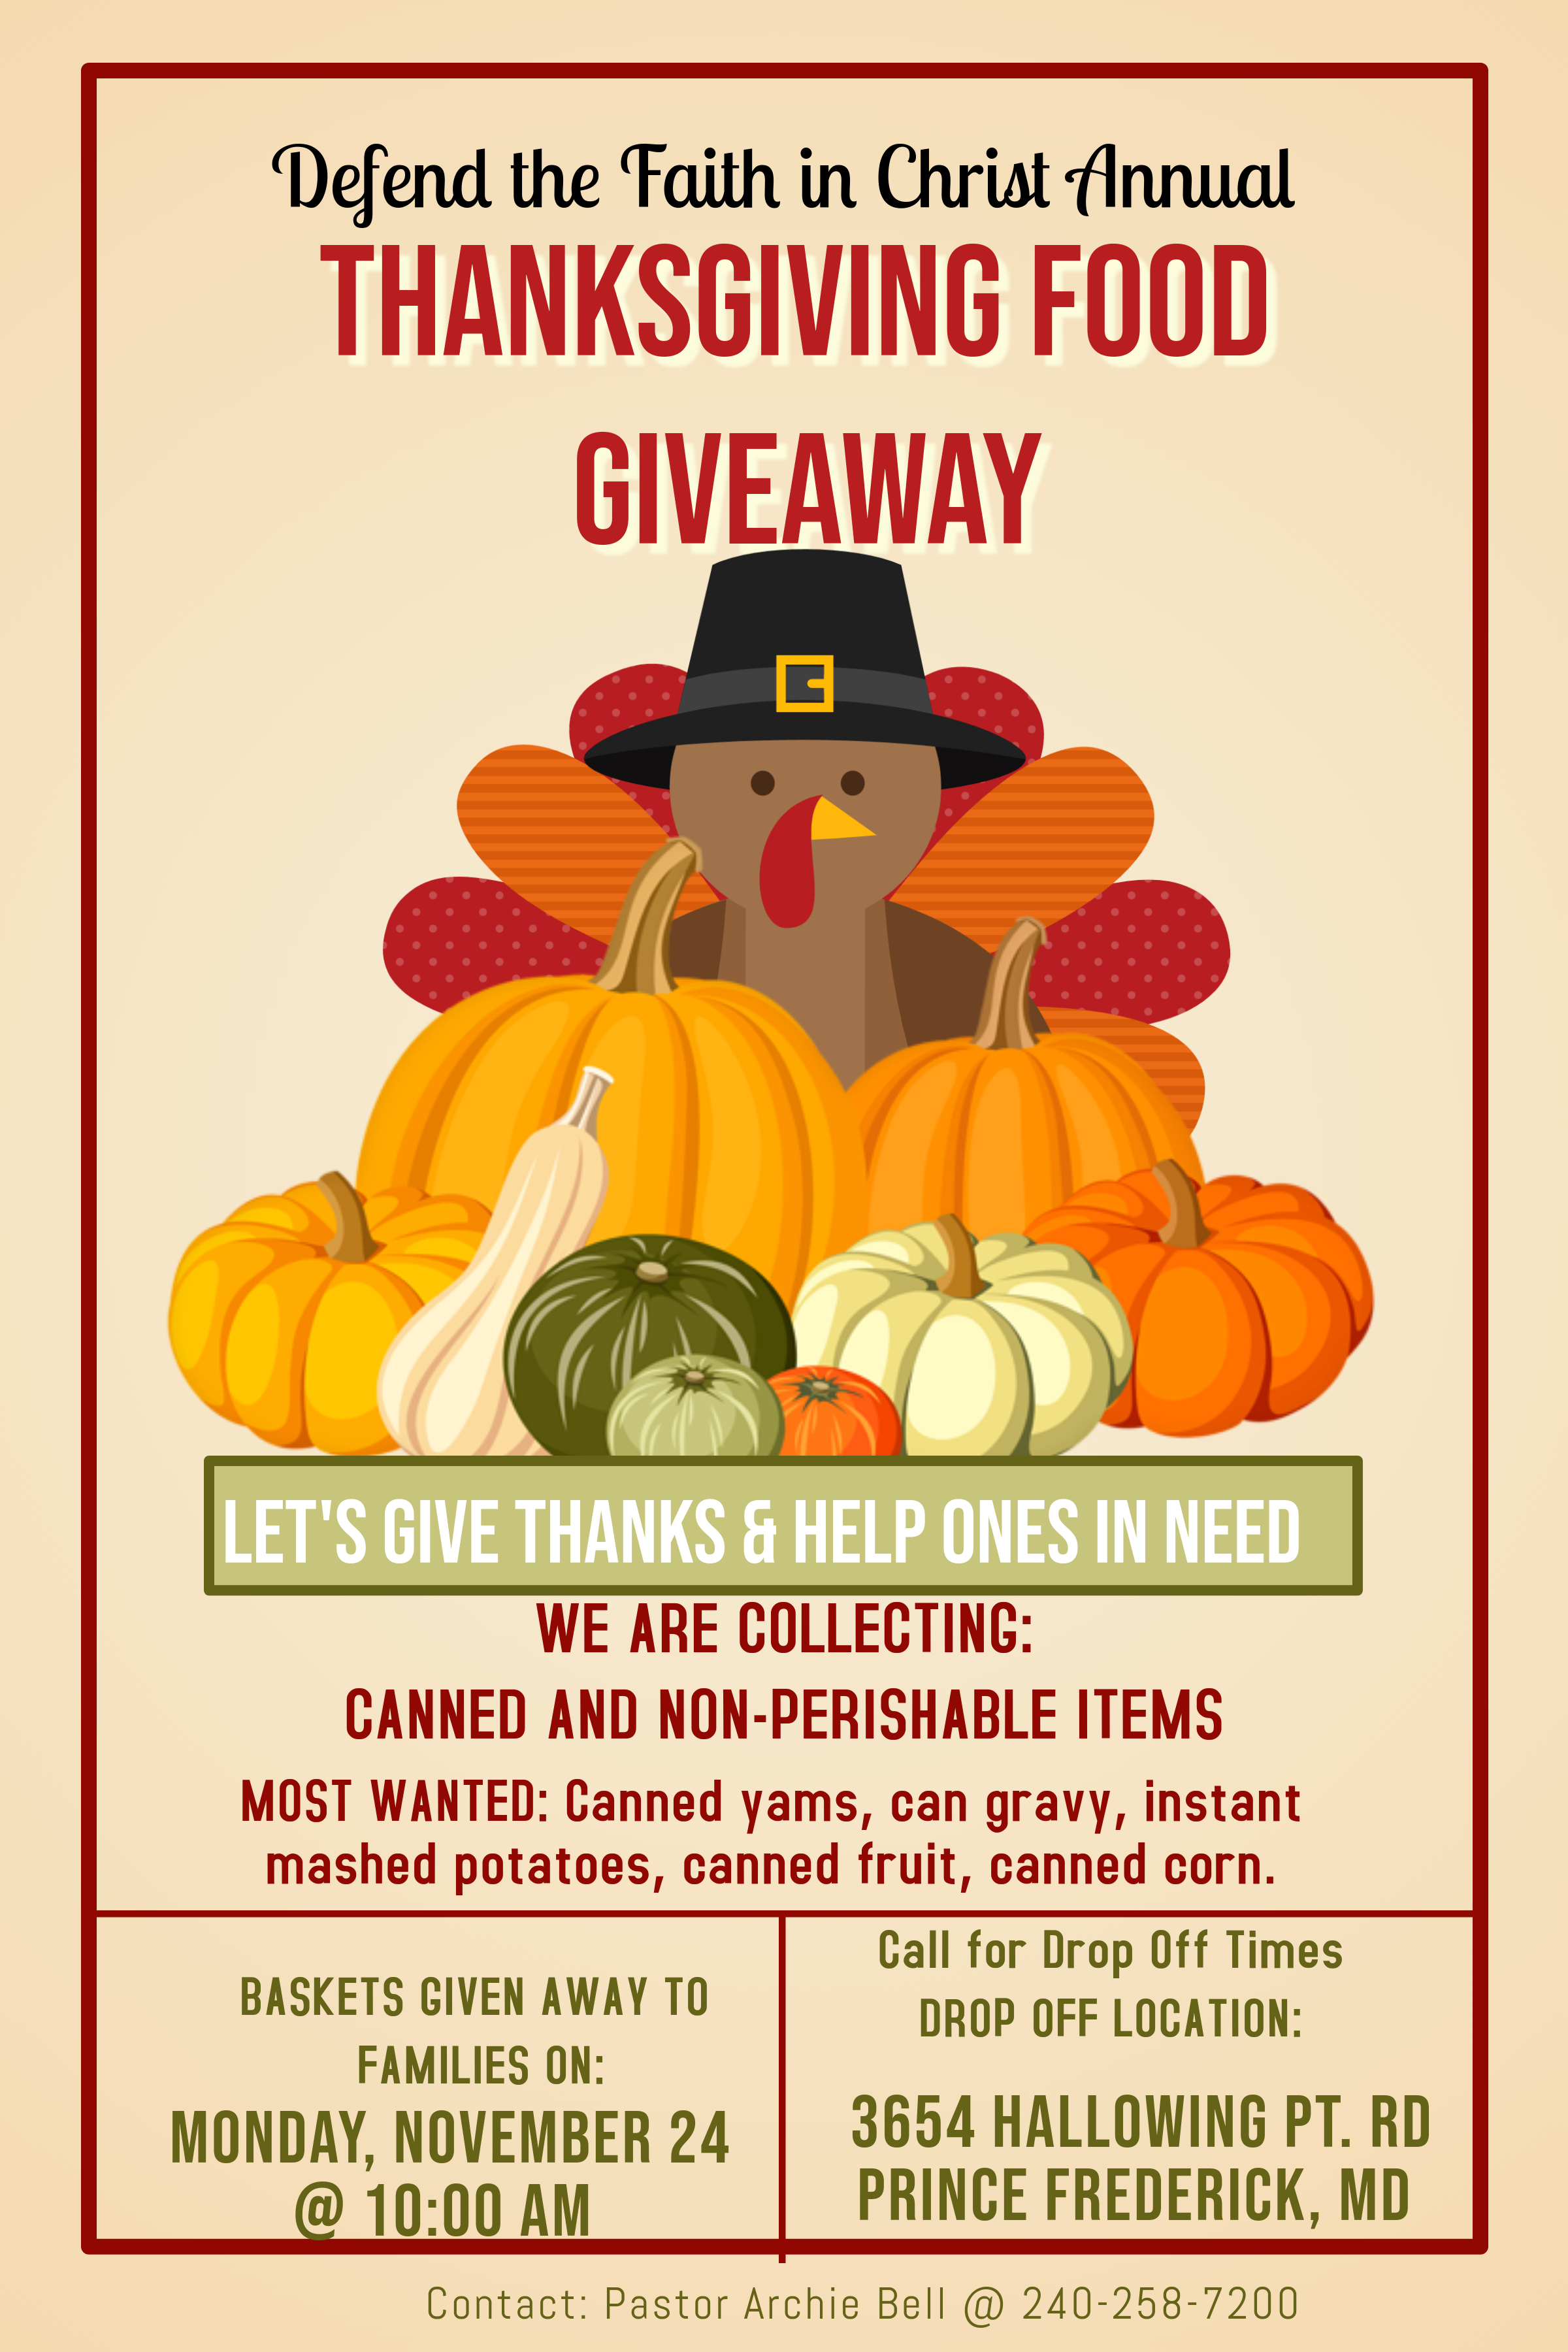 Defend the Faith in Christ Annual
THANKSGIVING FOOD
GIVEAWAY
LET'S GIVE THANKS & HELP ONES IN NEED
WE ARE COLLECTING:
CANNED AND NON-PERISHABLE ITEMS
MOST WANTED: Canned yams, can gravy, instant
mashed potatoes, canned fruit, canned corn.
BASKETS GIVEN AWAY TO
FAMILIES ON:
MONDAY, NOVEMBER 24
@ 10:00 AM
Call for Drop Off Times
DROP OFF LOCATION:
3654 HALLOWING PT. RD
PRINCE FREDERICK, MD
Contact: Pastor Archie Bell @ 240-258-7200